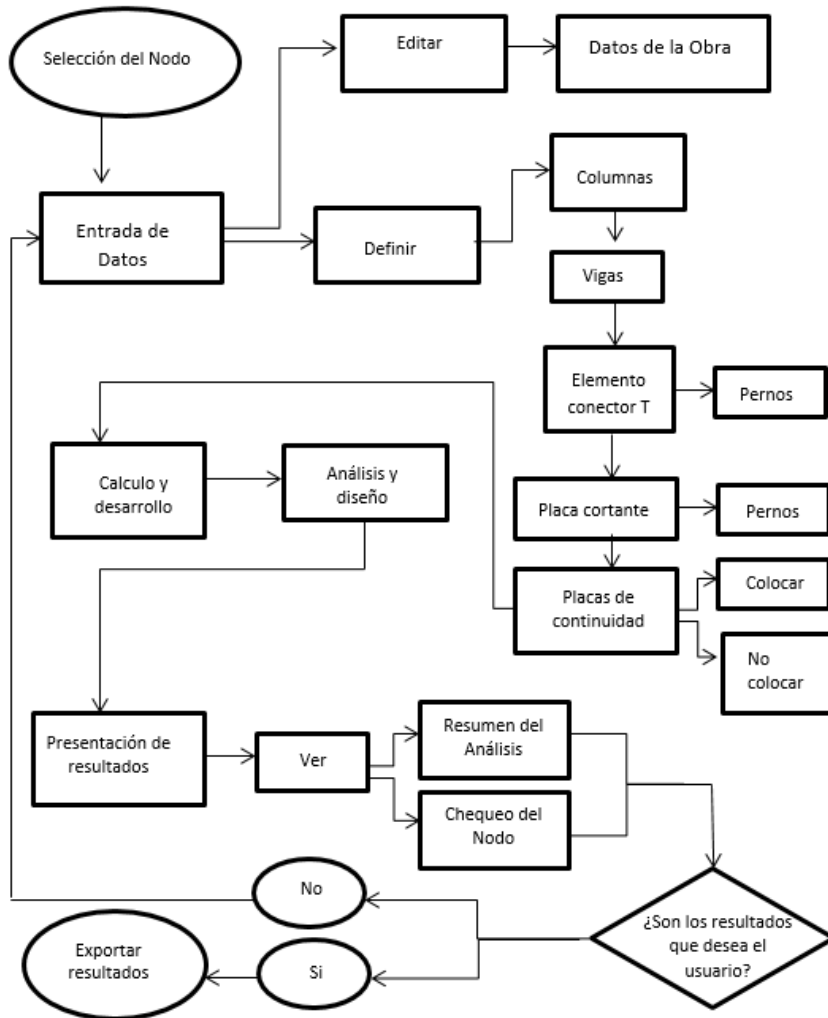 Selección del Nodo
Editar
Datos de la Obra
Entrada de
Datos
Definir
Columnas
Vigas
Elemento
conector T
Pernos
Placa cortante
Pernos
Placas de
continuidad
Colocar
No
colocar
Calculo y
desarrollo
Análisis y
diseño
Presentación de
resultados
Ver
Resumen del
Análisis
Chequeo del
Nodo
¿Son los resultados
que desea el
usuario?
No
Si
Exportar
resultados